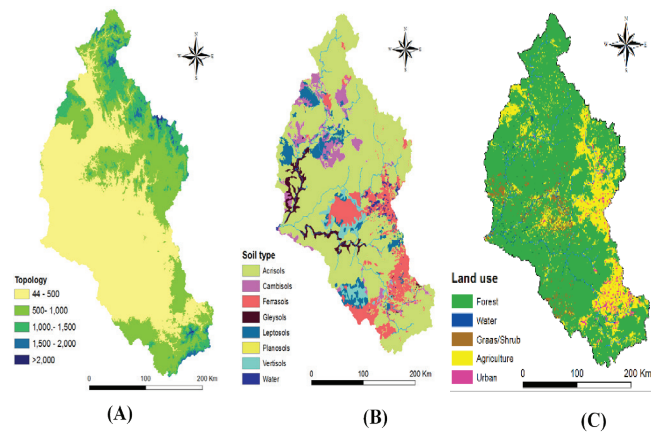 N
W E
S
Topology
44 - 500
500- 1,000
1,000.- 1,500
1,500 - 2,000
>2,000
0 100 200 Km
(A)
N
W E
S
Soil type
Acrisols
Cambisols
Ferrasols
Gleysols
Leptosols
Planosols
Vertisols
Water
0 100 200 Km
(B)
N
W E
S
Land use
Forest
Water
Graas/Shrub
Agriculture
Urban
0 100 200 Km
(C)